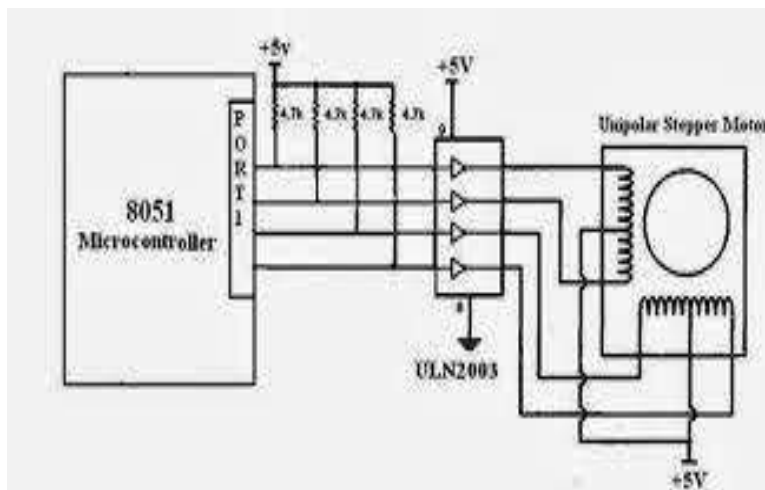 +5v
+5V
4.7k 4.7k 4.7k 4.7k
PORT1
9
Unipolar Stepper Motor
8051
Microcontroller
8
ULN2003
+5V